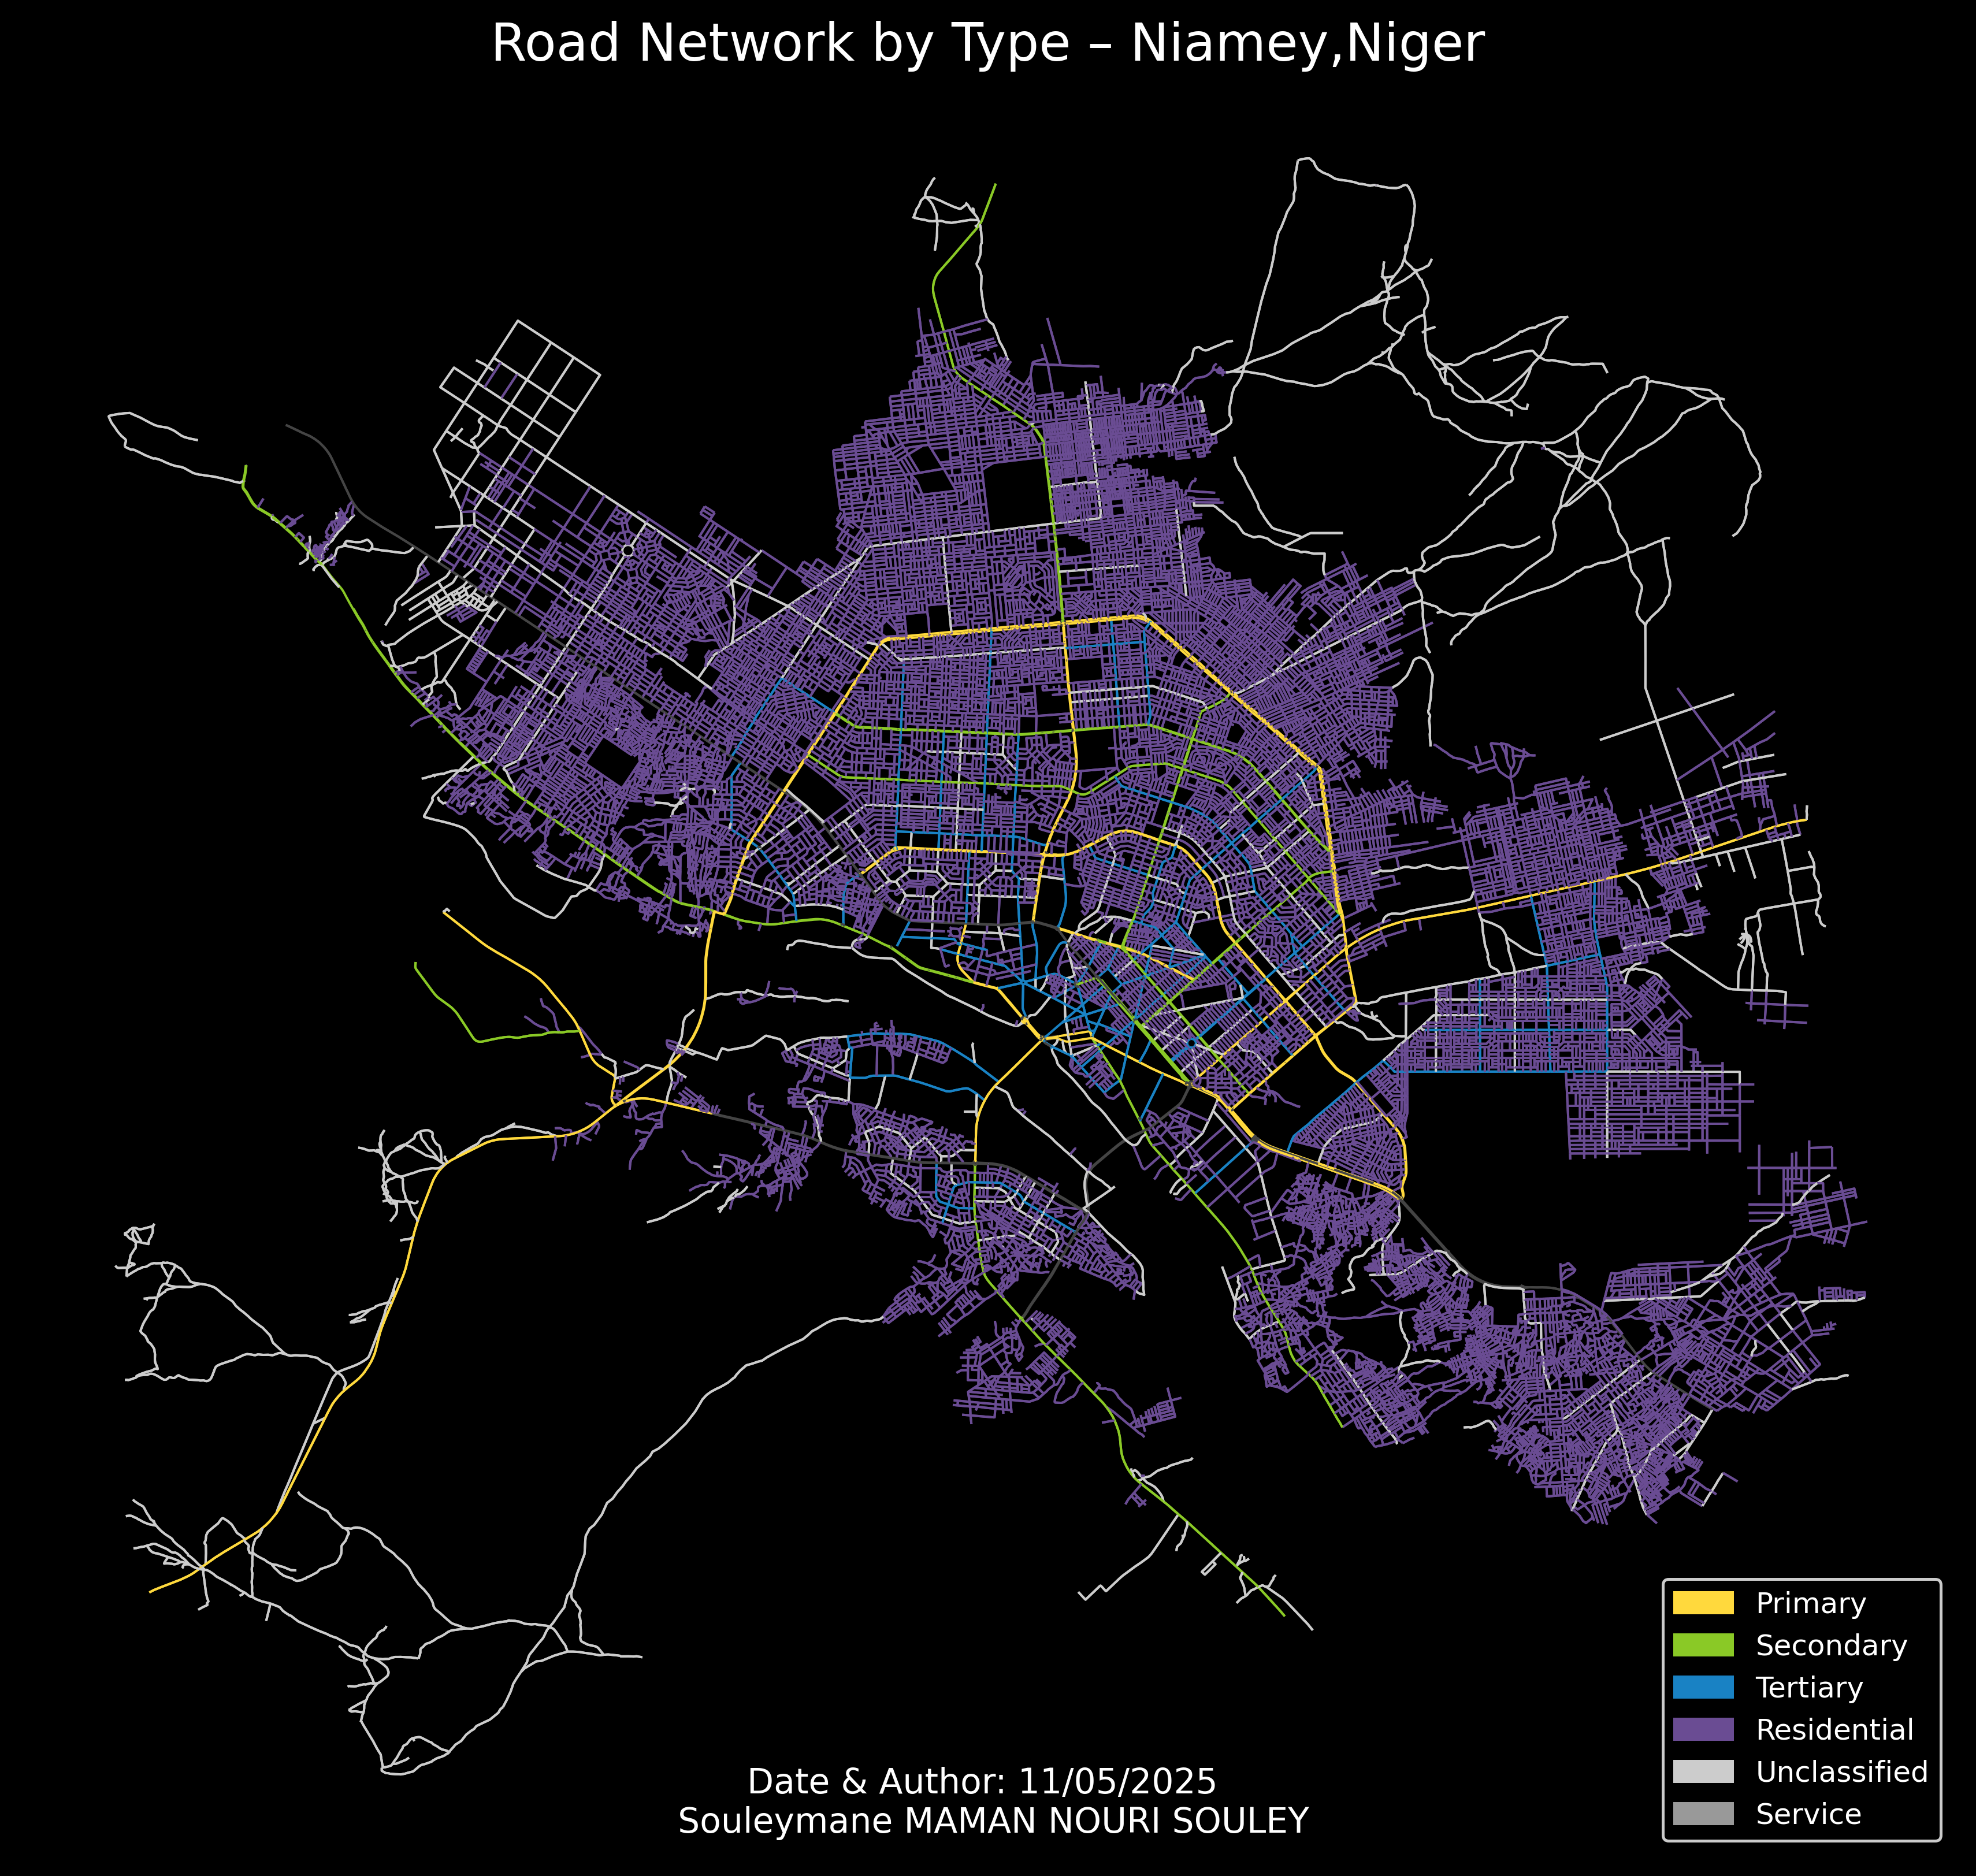 Road Network by Type – Niamey,Niger
Primary
Secondary
Tertiary
Residential
Unclassified
Service
Date & Author: 11/05/2025
Souleymane MAMAN NOURI SOULEY